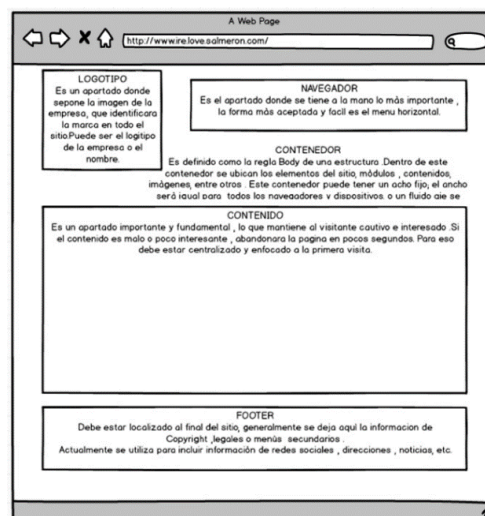 A Web Page
http://www.ire.love.salmeron.com/
LOGOTIPO
Es un apartado donde
sepone la imagen de la
empresa, que identificara
la marca en todo el
sitio.Puede ser el logitipo
de la empresa o el
nombre.
NAVEGADOR
Es el apartado donde se tiene a la mano lo más importante ,
la forma más aceptada y facil es el menu horizontal.
CONTENEDOR
Es definido como la regla Body de una estructura .Dentro de este
contenedor se ubican los elementos del sitio, módulos , contenidos,
imàgenes, entre otros . Este contenedor puede tener un acho fijo, el ancho
será igual para todos los navegadores y dispositivos, o un fluido qie se
CONTENIDO
Es un apartado importante y fundamental , lo que mantiene al visitante cautivo e interesado .Si
el contenido es malo o poco interesante , abandonara la pagina en pocos segundos. Para eso
debe estar centralizado y enfocado a la primera visita.
FOOTER
Debe estar localizado al final del sitio, generalmente se deja aquí la informacion de
Copyright ,legales o menús secundarios .
Actualmente se utiliza para incluir información de redes sociales , direcciones , noticias, etc.